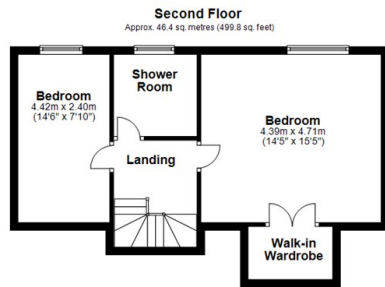 Second Floor
Approx. 46.4 sq. metres (499.8 sq. feet)
Shower
Room
Bedroom
4.42m x 2.40m
(14'6" x 7'10")
Bedroom
4.39m x 4.71m
(14'5" x 15'5")
Landing
Walk-in
Wardrobe